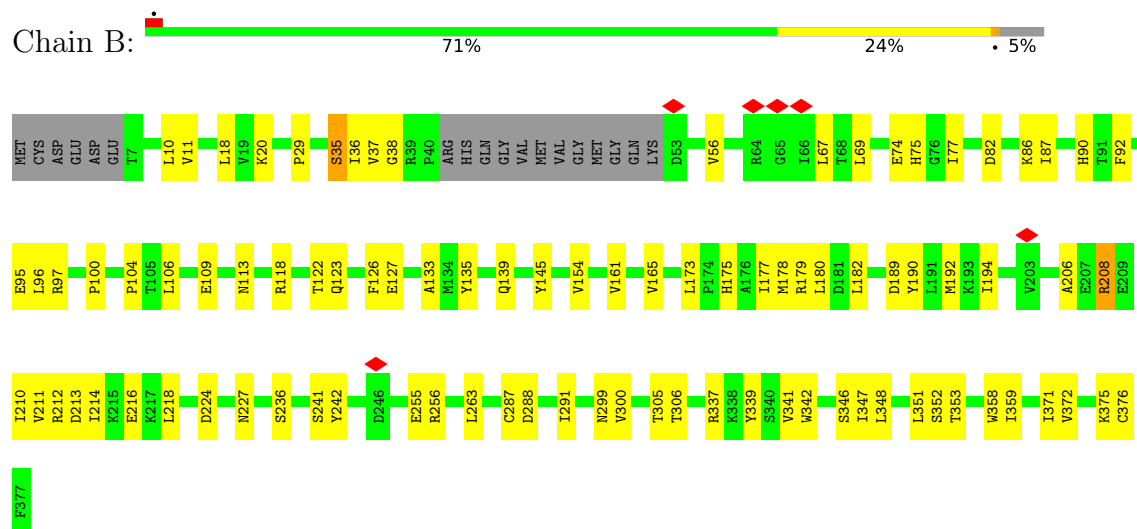 Chain B: 71% 24% • 5%
MET CYS ASP GLU ASP GLU T7 L10 V11 L18 V19 K20 P29 S35 I36 V37 G38 R39 P40 ARG HIS GLN GLY VAL MET VAL GLY MET GLY GLN LYS D53 V56 R64 G65 I66 L67 T68 L69 E74 H75 G76 I77 D82 K86 I87 H90 T91 F92
E95 L96 R97 P100 P104 T105 L106 E109 N113 R118 T122 Q123 F126 E127 A133 M134 Y135 Q139 Y145 V154 V161 V165 L173 P174 H175 A176 I177 M178 R179 L180 D181 L182 D189 Y190 L191 M192 K193 I194 V203 A206 E207 R208 E209
I210 V211 R212 D213 I214 K215 E216 K217 L218 D224 N227 S236 S241 Y242 D246 E255 R256 L263 C287 D288 I291 N299 V300 T305 T306 R337 K338 Y339 S340 V341 W342 S346 I347 L348 L351 S352 T353 W358 I359 I371 V372 K375 C376
F377